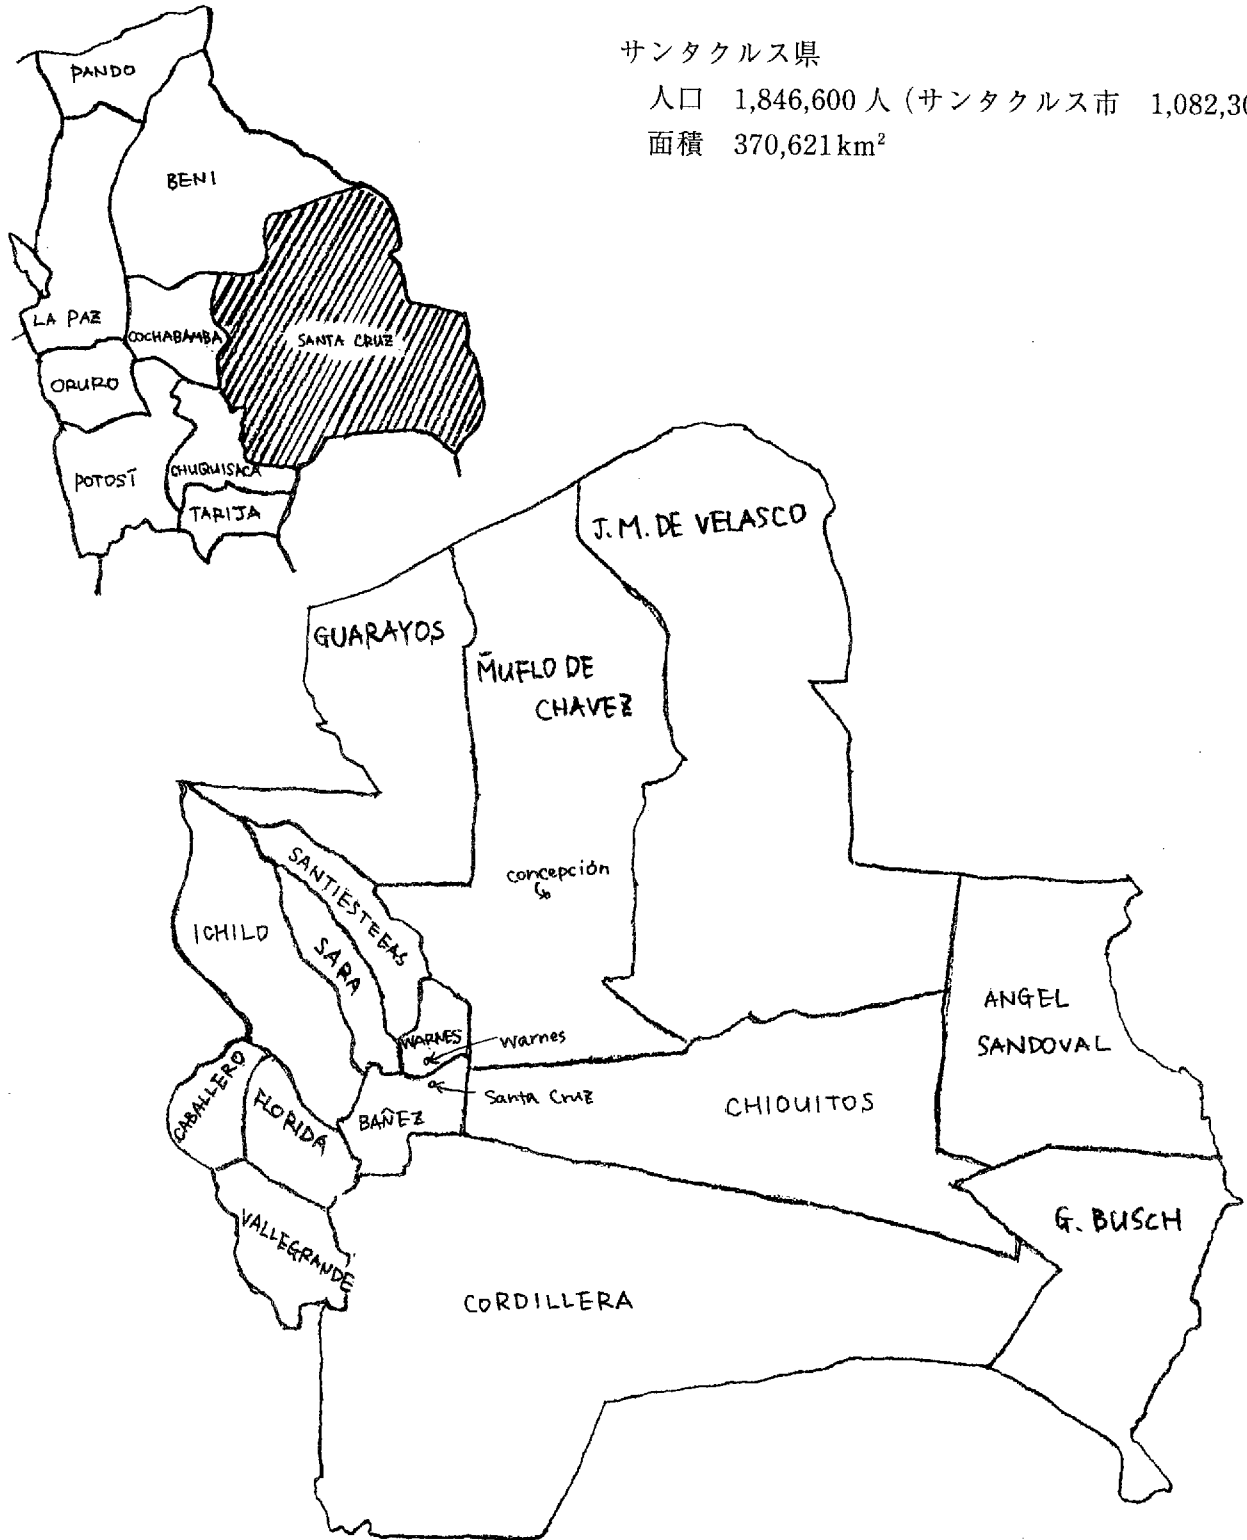 サンタクルス県
人口 1,846,600人(サンタクルス市 1,082,30
面積 370,621km²
PANDO
BENI
LA PAZ
COCHABAMBA
SANTA CRUZ
ORURO
POTOSÍ
CHUQUISACA
TARIJA
J.M. DE VELASCO
GUARAYOS
ÑUFLO DE
CHAVEZ
SANTIESTEBAS
concepción
ICHILO
SARA
ANGEL
SANDOVAL
WARNES
Warnes
Santa Cruz
CABALLERO
FLORIDA
BAÑEZ
CHIQUITOS
VALLEGRANDE
G. BUSCH
CORDILLERA